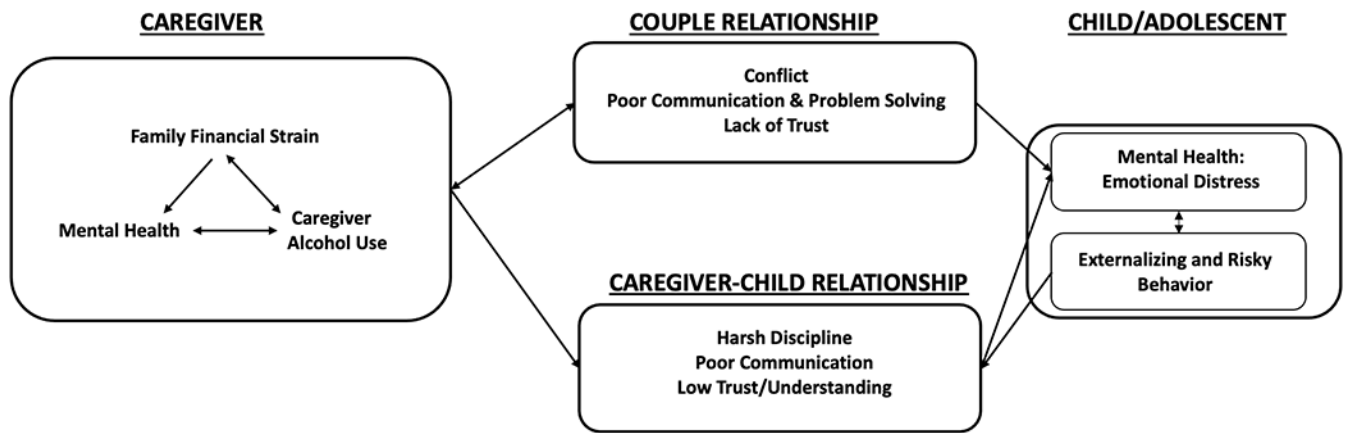 CAREGIVER
Family Financial Strain
Mental Health
Caregiver
Alcohol Use
COUPLE RELATIONSHIP
Conflict
Poor Communication & Problem Solving
Lack of Trust
CAREGIVER-CHILD RELATIONSHIP
Harsh Discipline
Poor Communication
Low Trust/Understanding
CHILD/ADOLESCENT
Mental Health:
Emotional Distress
Externalizing and Risky
Behavior